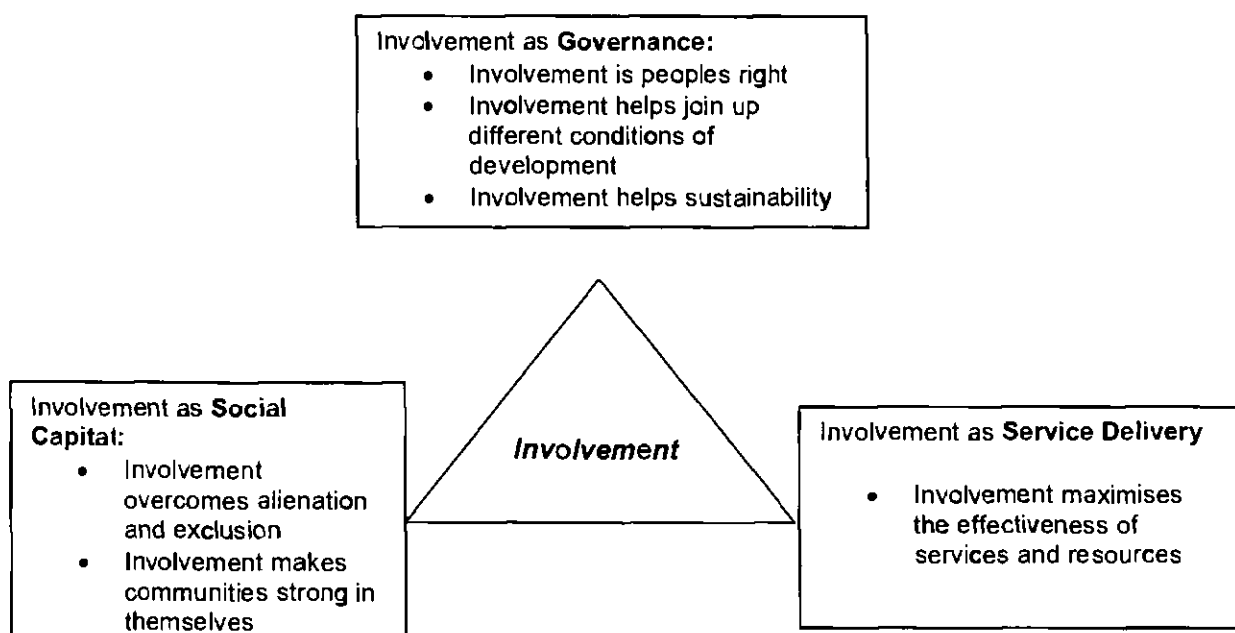 Involvement as Governance:
• Involvement is peoples right
• Involvement helps join up
different conditions of
development
• Involvement helps sustainability
Involvement
Involvement as Social
Capital:
• Involvement
overcomes alienation
and exclusion
• Involvement makes
communities strong in
themselves
Involvement as Service Delivery
• Involvement maximises
the effectiveness of
services and resources